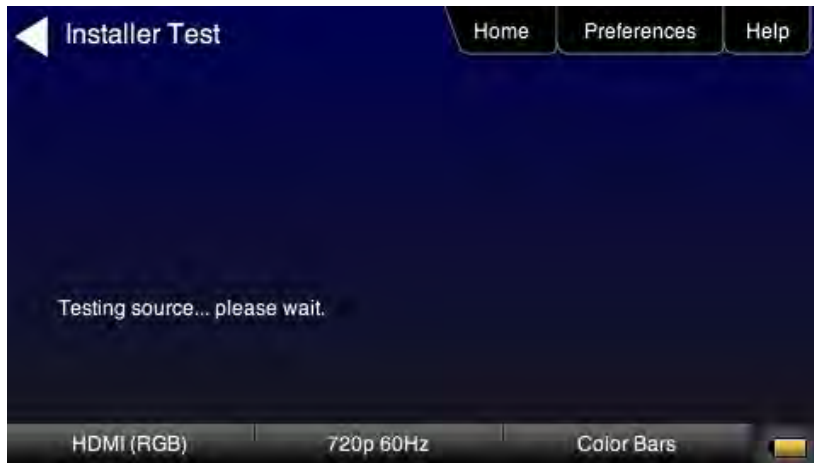 Installer Test
Home Preferences Help
Testing source... please wait.
HDMI (RGB) 720p 60Hz Color Bars